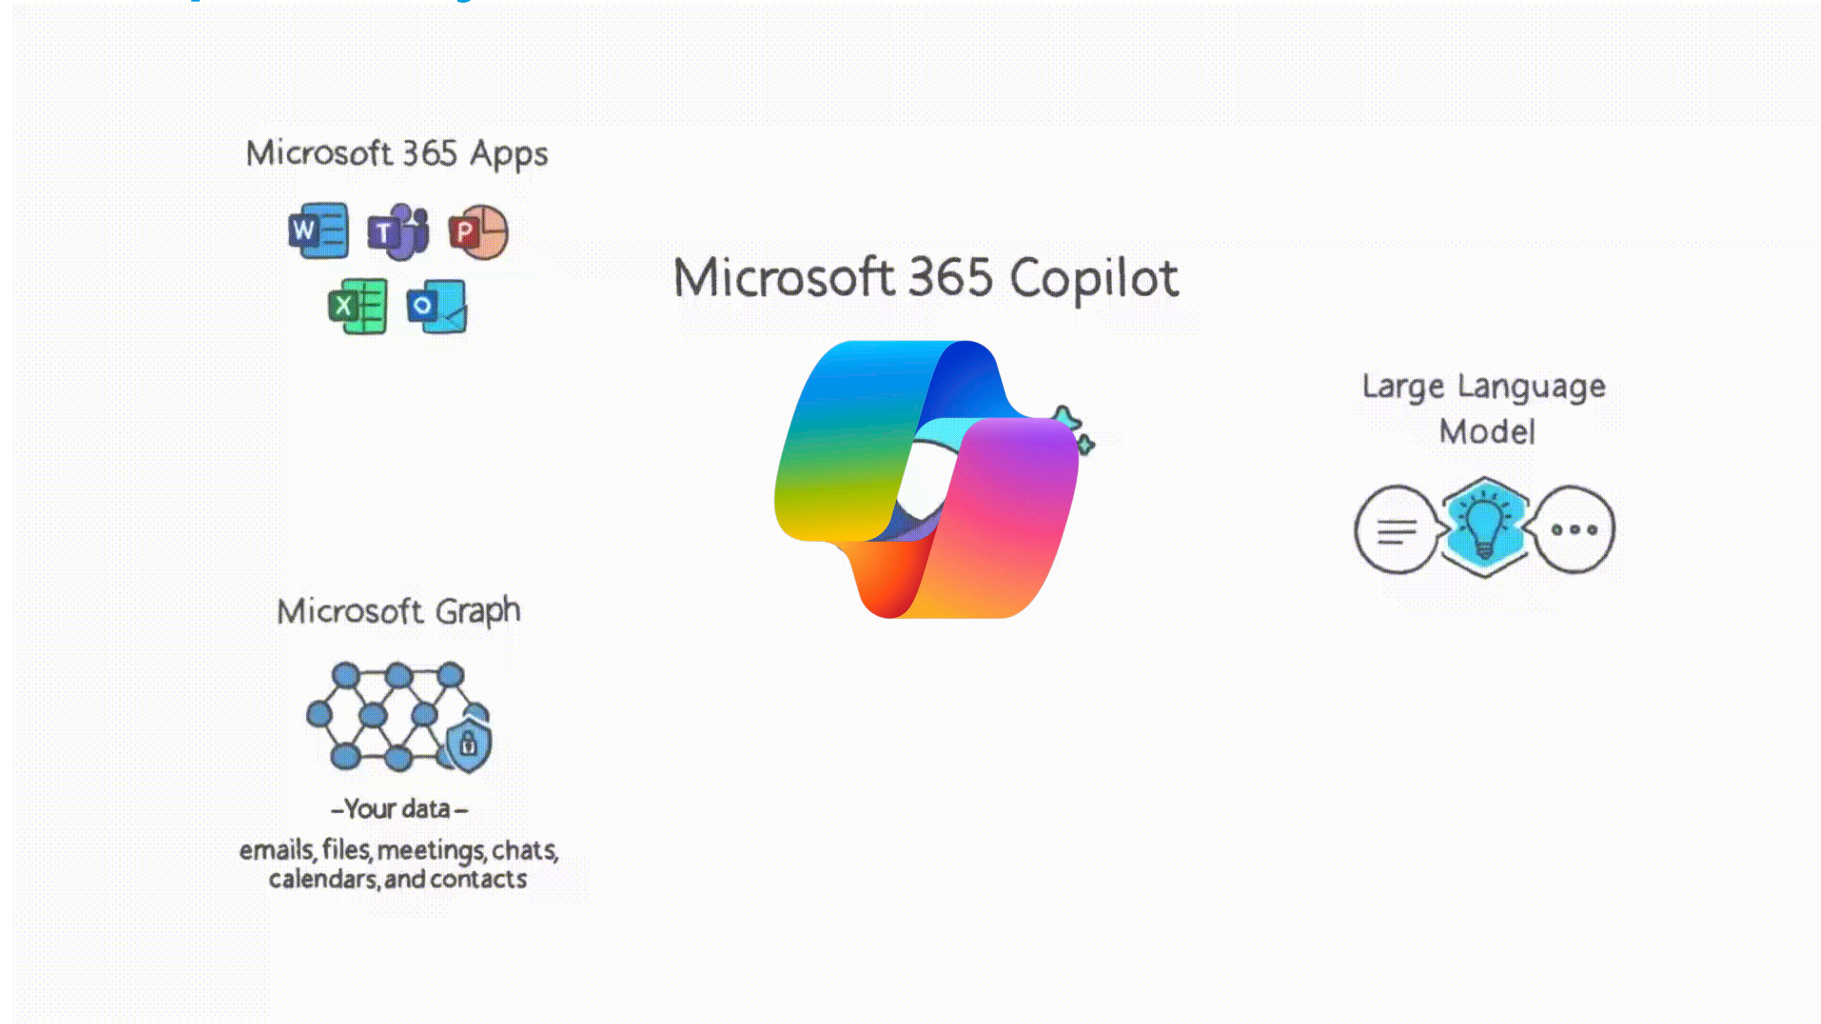 Microsoft 365 Apps
W
T
P
X
O
Microsoft 365 Copilot
Large Language
Model
Microsoft Graph
–Your data–
emails, files, meetings, chats,
calendars, and contacts